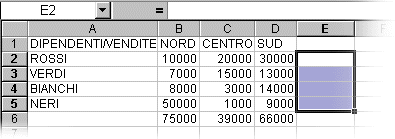 E2 =
A B C D E F
1 DIPENDENTI\VENDITE NORD CENTRO SUD
2 ROSSI 10000 20000 30000
3 VERDI 7000 15000 13000
4 BIANCHI 8000 3000 14000
5 NERI 50000 1000 9000
6 75000 39000 66000